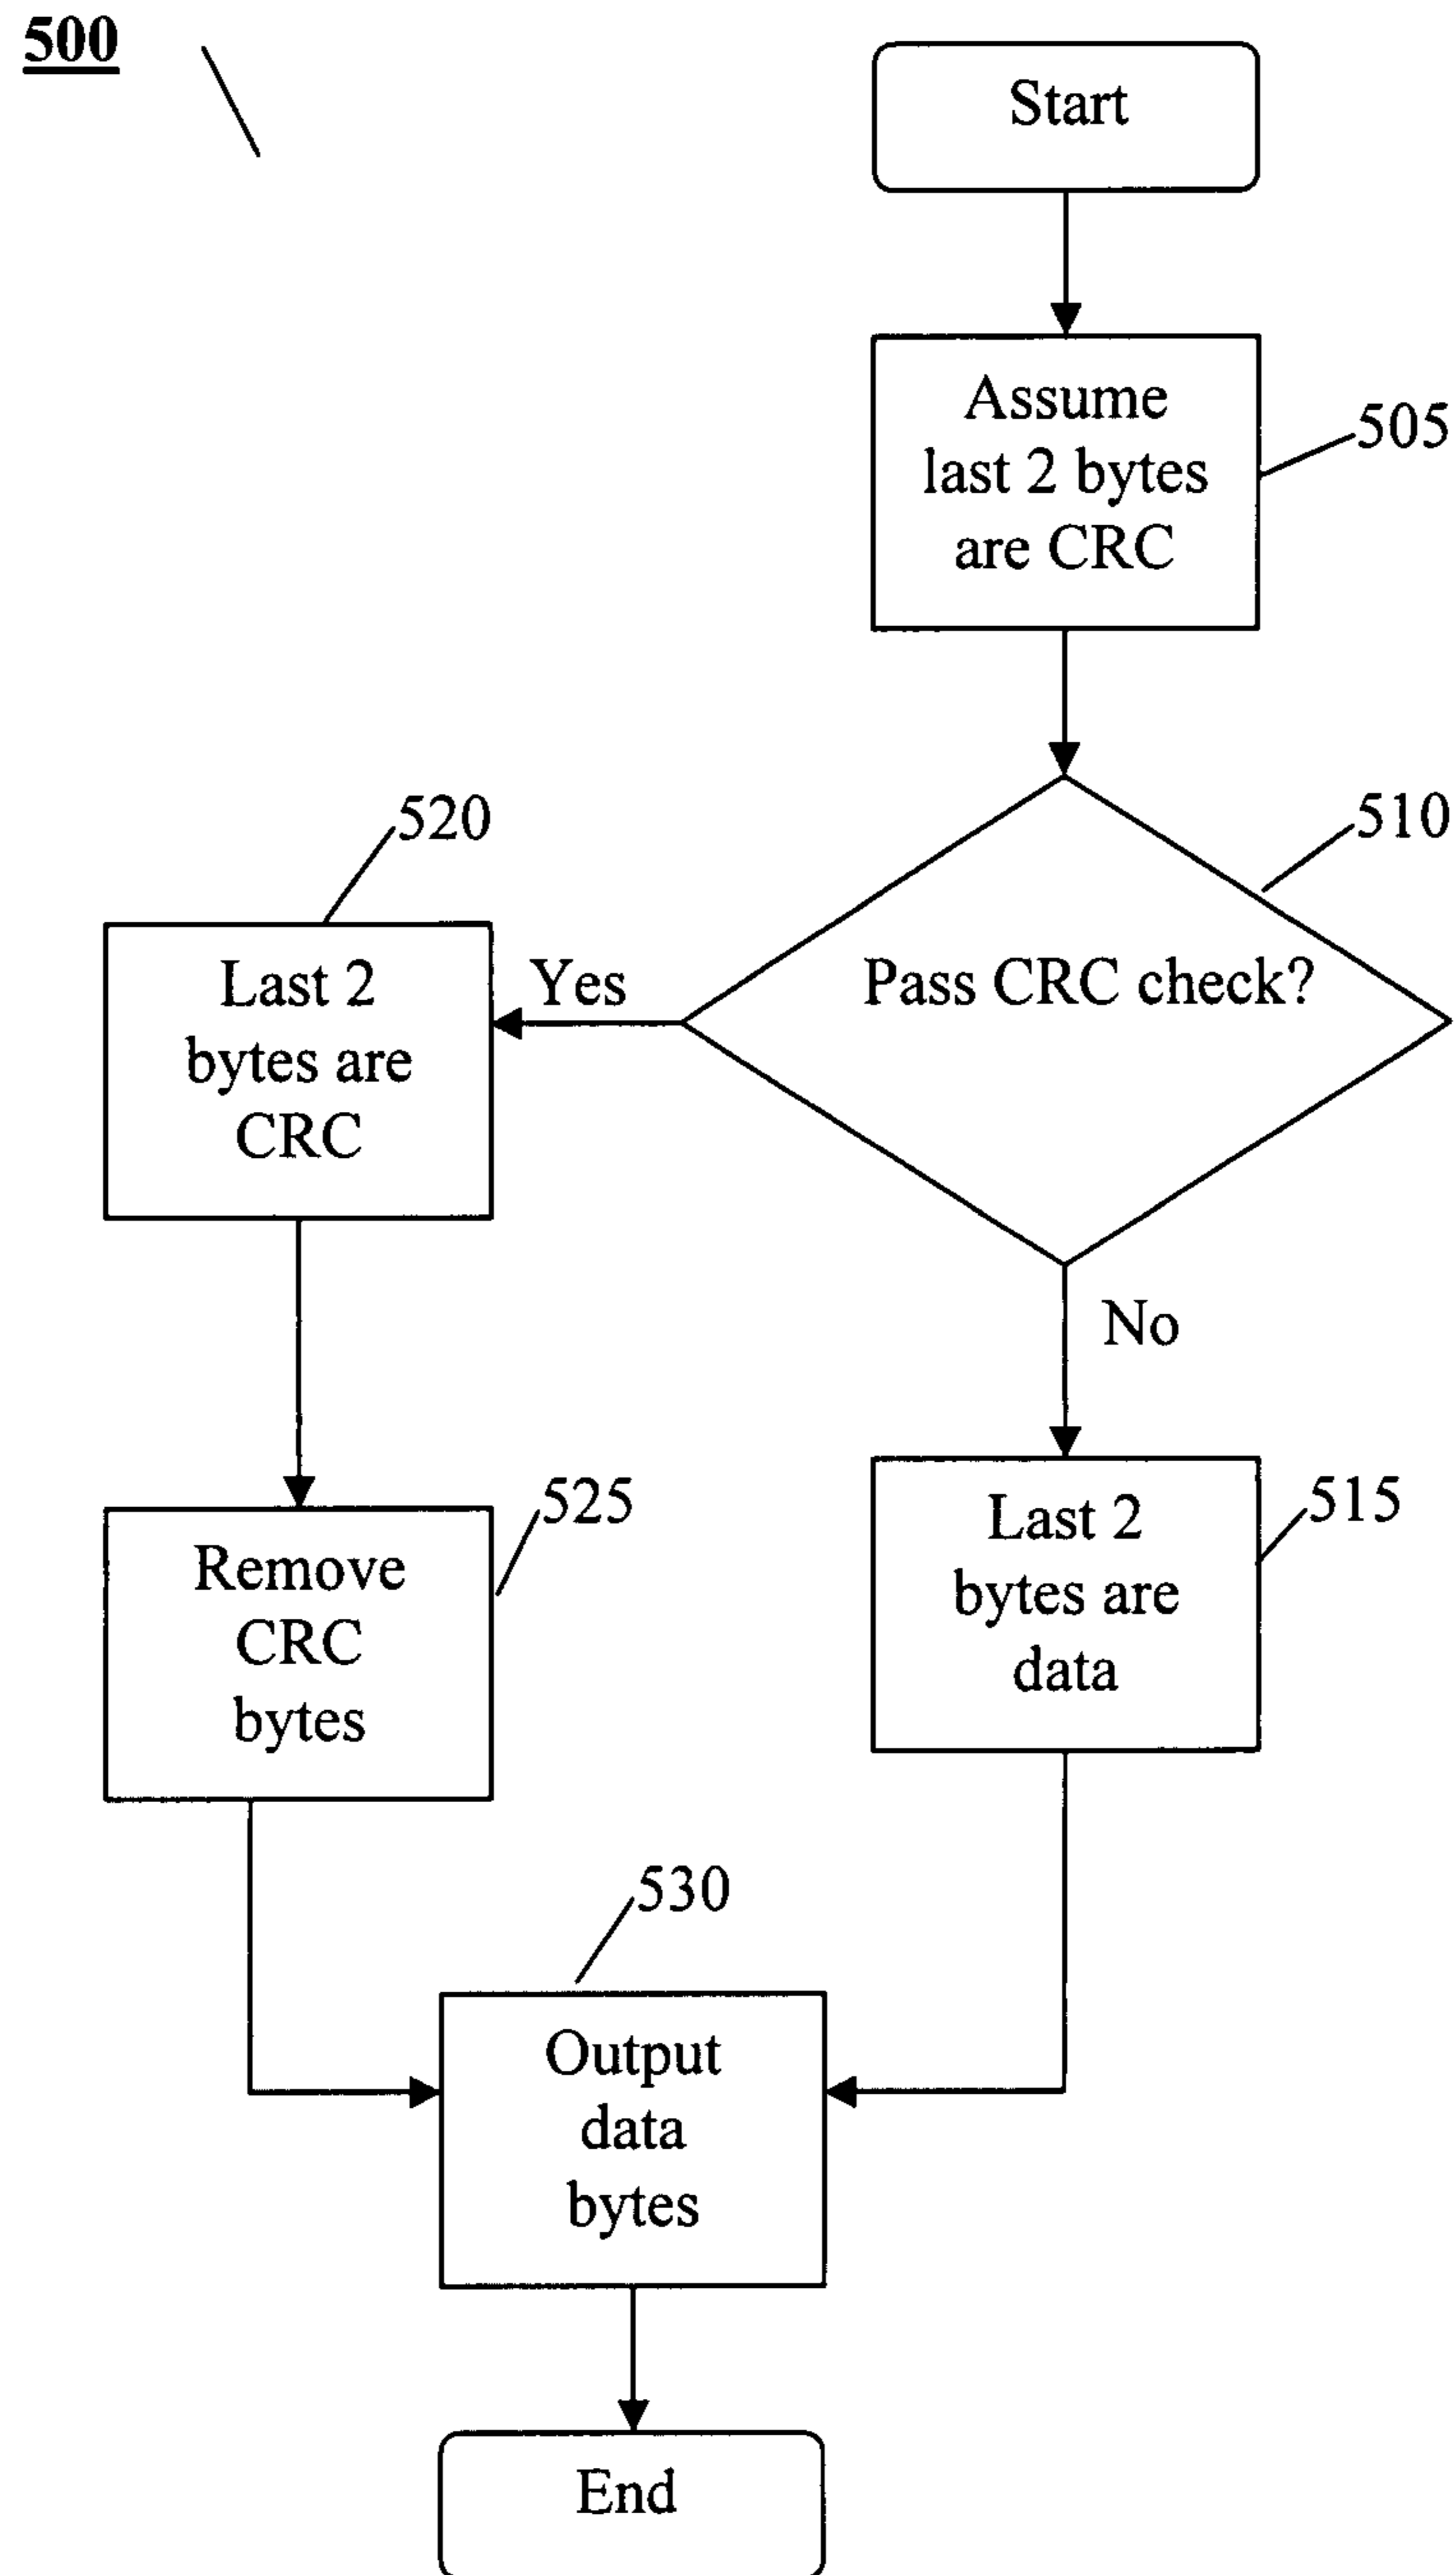 500
Start
Assume
last 2 bytes
are CRC
505
510
Pass CRC check?
Yes
No
520
Last 2
bytes are
CRC
525
Remove
CRC
bytes
515
Last 2
bytes are
data
530
Output
data
bytes
End